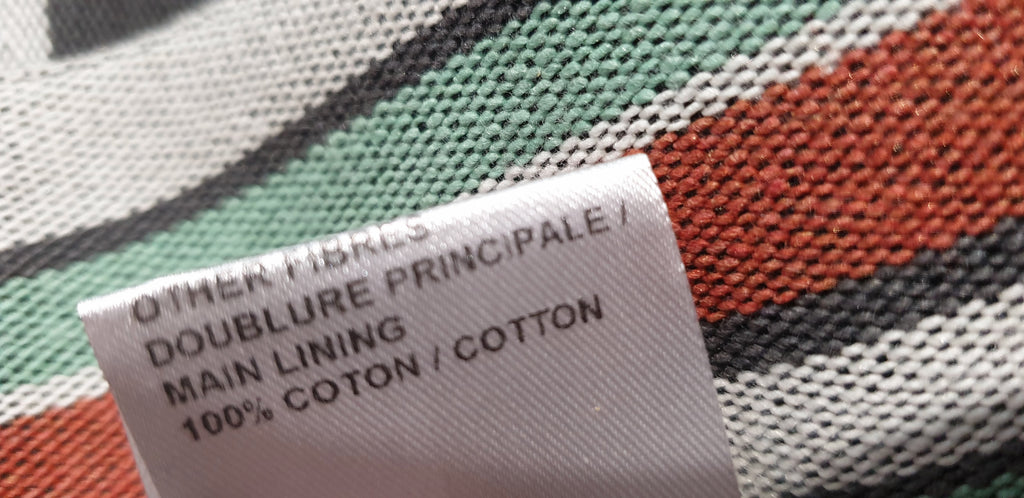 OTHER FIBRES
DOUBLURE PRINCIPALE /
MAIN LINING
100% COTON / COTTON